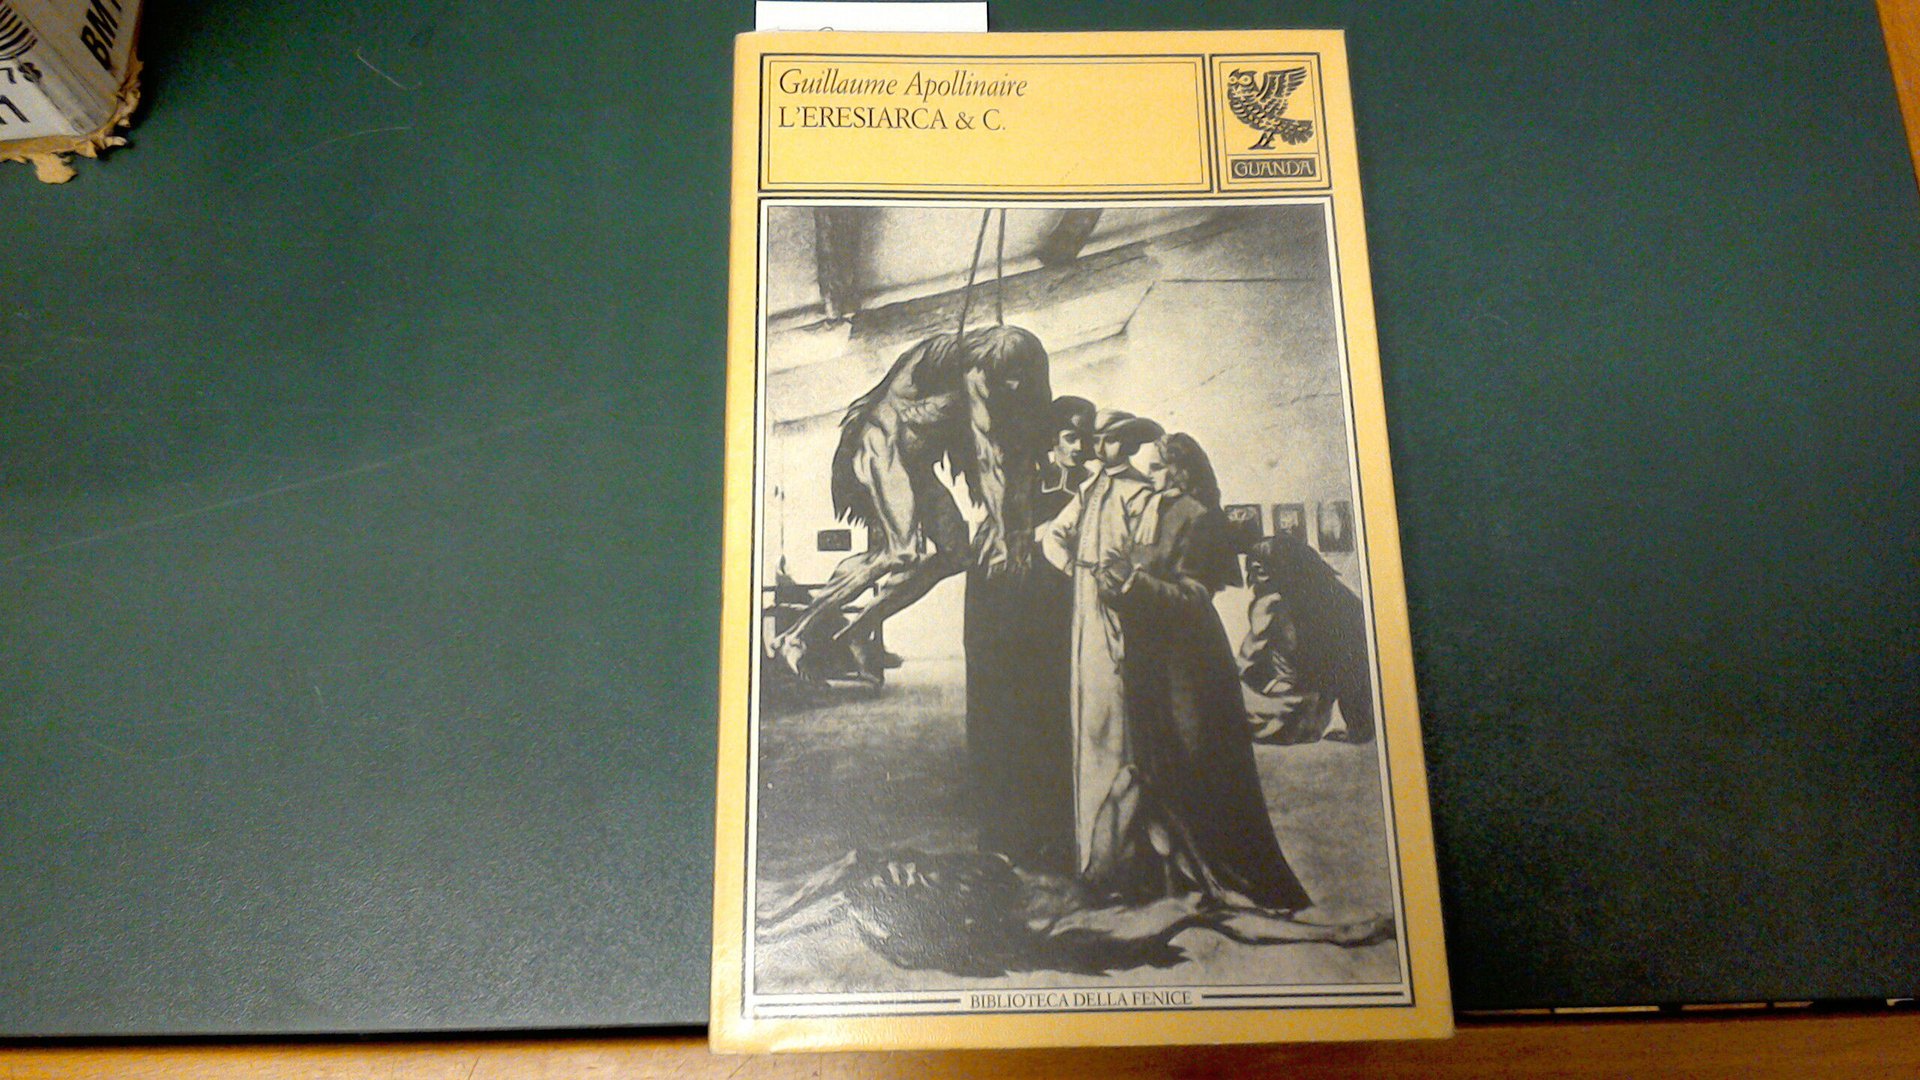 Guillaume Apollinaire
L'ERESIARCA & C.
GUANDA
BIBLIOTECA DELLA FENICE